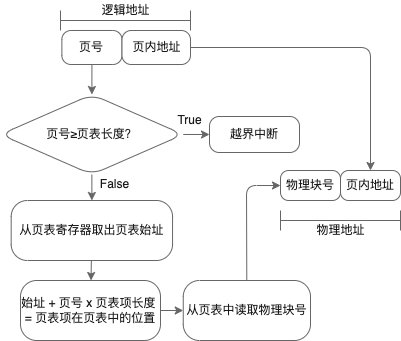 逻辑地址
页号
页内地址
页号≥页表长度?
True
越界中断
False
物理块号
页内地址
物理地址
从页表寄存器取出页表始址
始址 + 页号 x 页表项长度
= 页表项在页表中的位置
从页表中读取物理块号